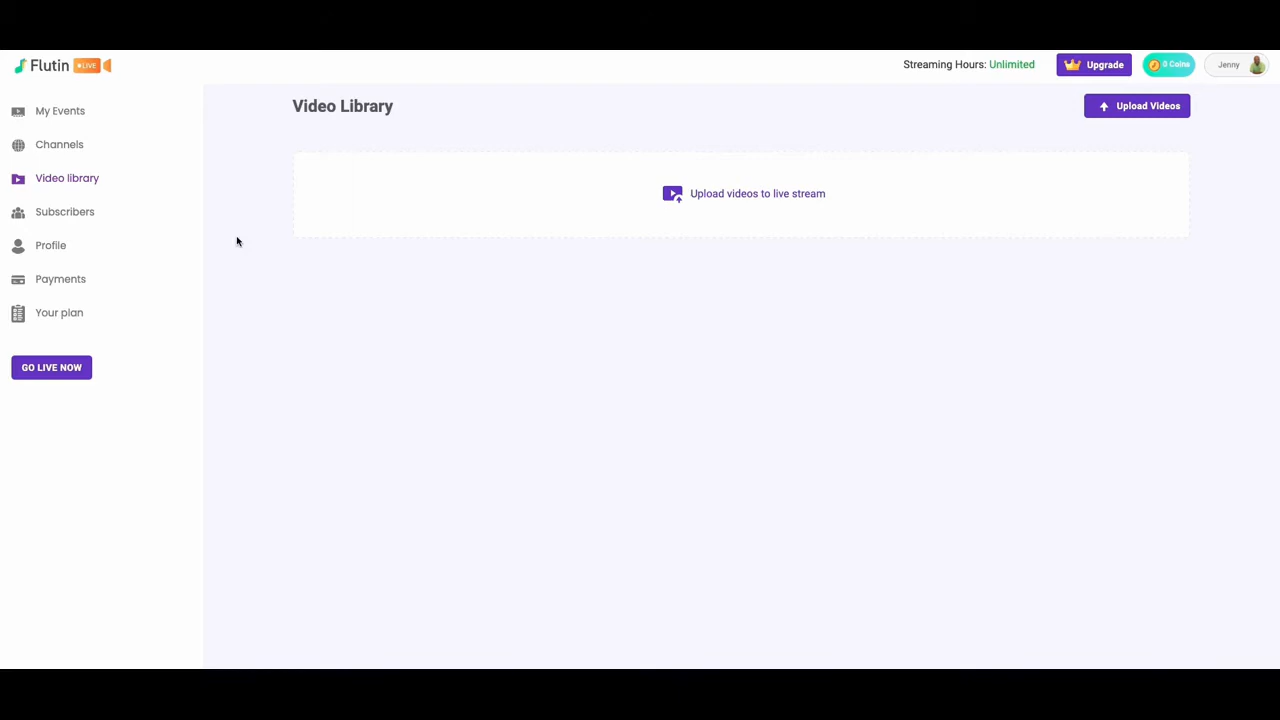 Flutin LIVE
Streaming Hours: Unlimited
Upgrade
0 Coins
Jenny
My Events
Channels
Video library
Subscribers
Profile
Payments
Your plan
GO LIVE NOW
Video Library
Upload Videos
Upload videos to live stream